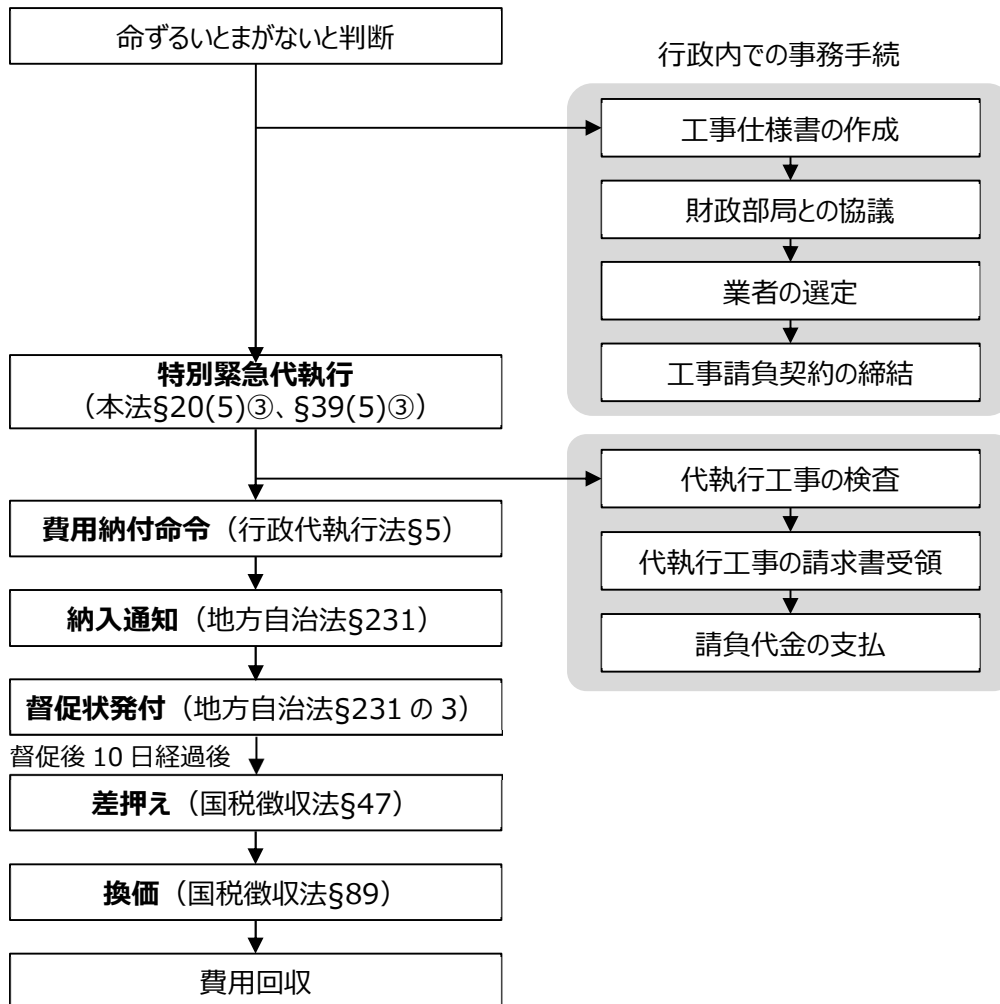 命ずるいとまがないと判断
行政内での事務手続
工事仕様書の作成
財政部局との協議
業者の選定
工事請負契約の締結
特別緊急代執行
（本法§20(5)③、§39(5)③）
代執行工事の検査
代執行工事の請求書受領
請負代金の支払
費用納付命令（行政代執行法§5）
納入通知（地方自治法§231）
督促状発付（地方自治法§231 の 3）
督促後 10 日経過後
差押え（国税徴収法§47）
換価（国税徴収法§89）
費用回収